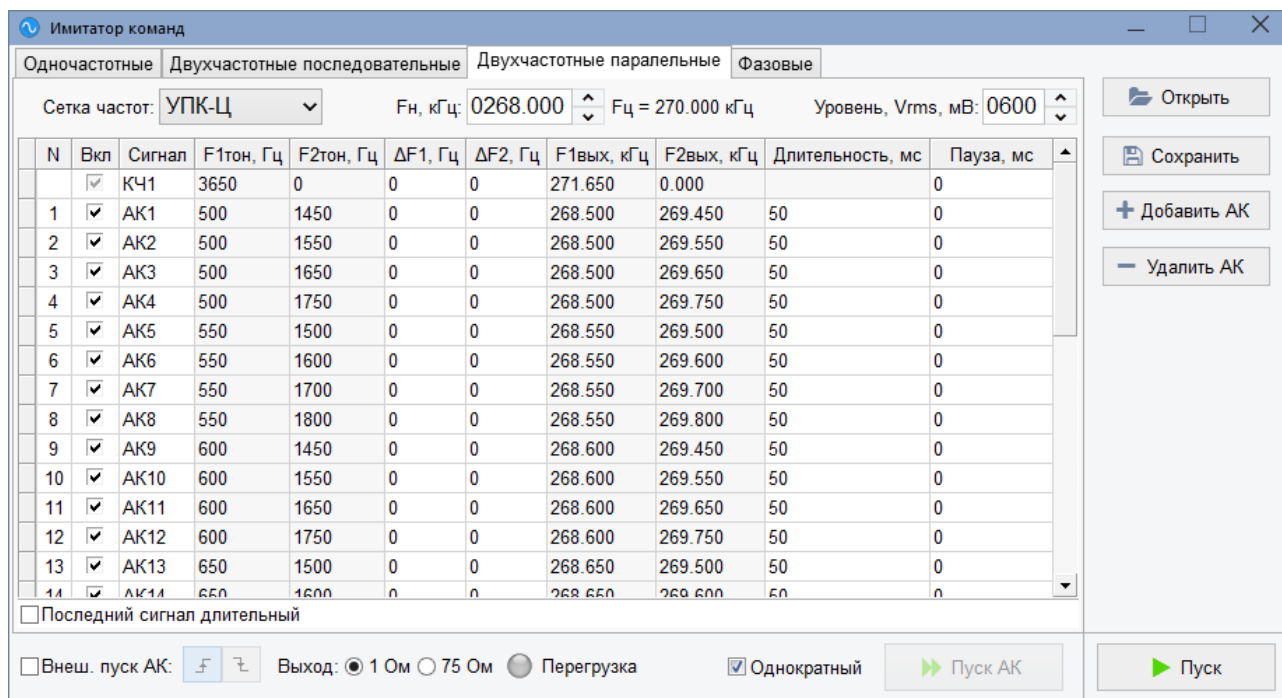 Имитатор команд
Одночастотные Двухчастотные последовательные Двухчастотные паралельные Фазовые
Сетка частот: УПК-Ц Fн, кГц: 0268.000 Fц = 270.000 кГц Уровень, Vrms, мВ: 0600
N Вкл Сигнал F1тон, Гц F2тон, Гц ΔF1, Гц ΔF2, Гц F1вых, кГц F2вых, кГц Длительность, мс Пауза, мс
КЧ1 3650 0 0 0 271.650 0.000 0
1 АК1 500 1450 0 0 268.500 269.450 50 0
2 АК2 500 1550 0 0 268.500 269.550 50 0
3 АК3 500 1650 0 0 268.500 269.650 50 0
4 АК4 500 1750 0 0 268.500 269.750 50 0
5 АК5 550 1500 0 0 268.550 269.500 50 0
6 АК6 550 1600 0 0 268.550 269.600 50 0
7 АК7 550 1700 0 0 268.550 269.700 50 0
8 АК8 550 1800 0 0 268.550 269.800 50 0
9 АК9 600 1450 0 0 268.600 269.450 50 0
10 АК10 600 1550 0 0 268.600 269.550 50 0
11 АК11 600 1650 0 0 268.600 269.650 50 0
12 АК12 600 1750 0 0 268.600 269.750 50 0
13 АК13 650 1500 0 0 268.650 269.500 50 0
14 АК14 650 1600 0 0 268.650 269.600 50 0
Последний сигнал длительный
Внеш. пуск АК: Выход: 1 Ом 75 Ом Перегрузка Однократный Пуск АК
Открыть
Сохранить
Добавить АК
Удалить АК
Пуск